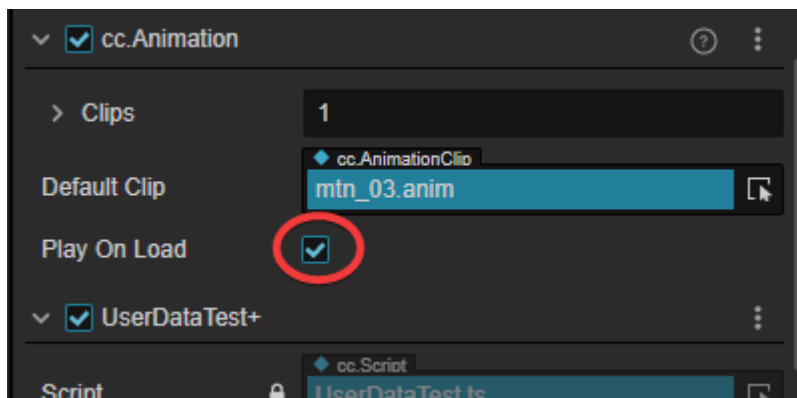 cc.Animation
Clips 1
cc.AnimationClip
Default Clip mtn_03.anim
Play On Load
UserDataTest+
cc.Script
Script UserDataTest.ts